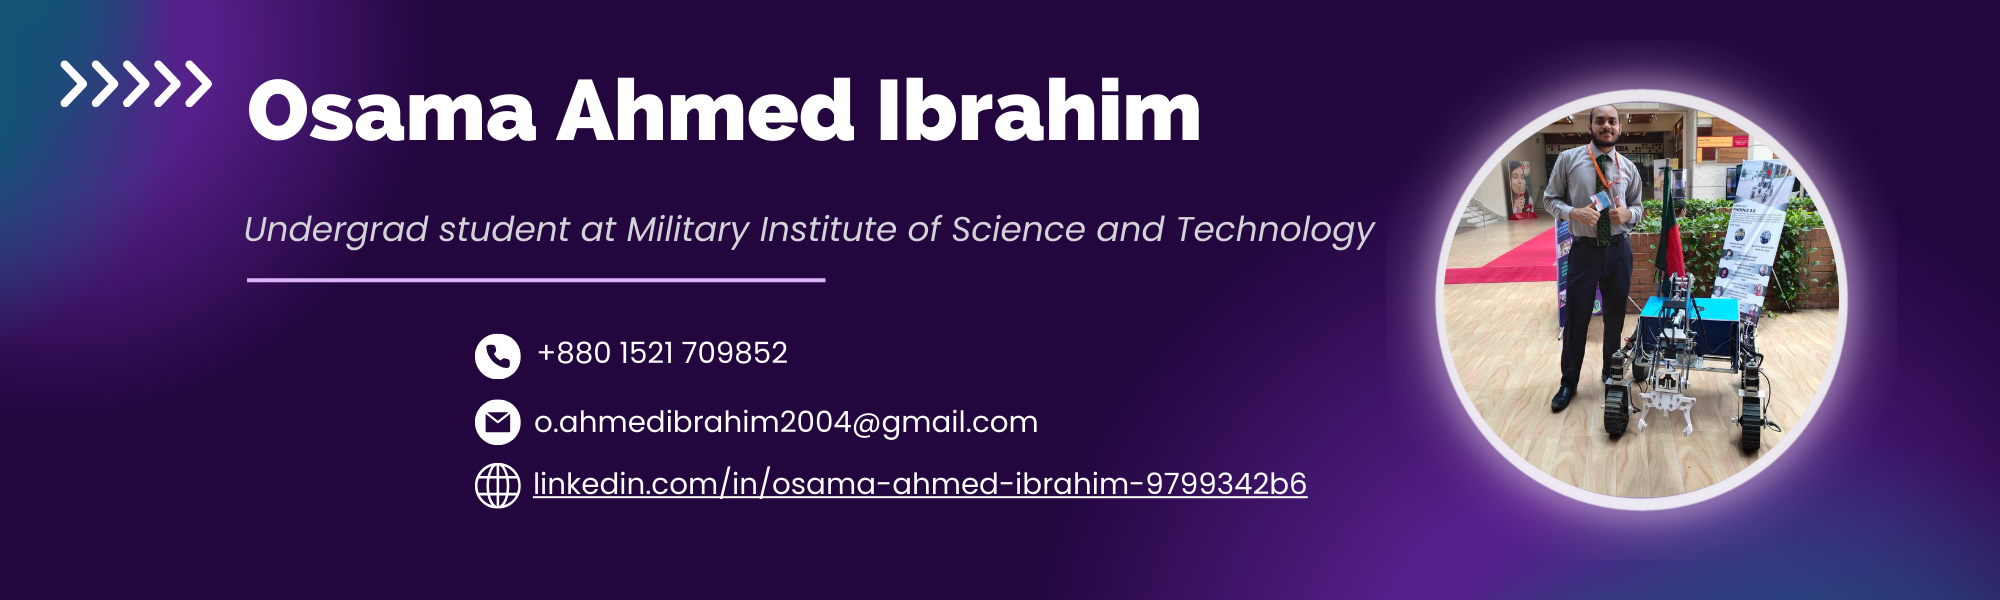 Osama Ahmed Ibrahim
Undergrad student at Military Institute of Science and Technology
+880 1521 709852
o.ahmedibrahim2004@gmail.com
linkedin.com/in/osama-ahmed-ibrahim-9799342b6